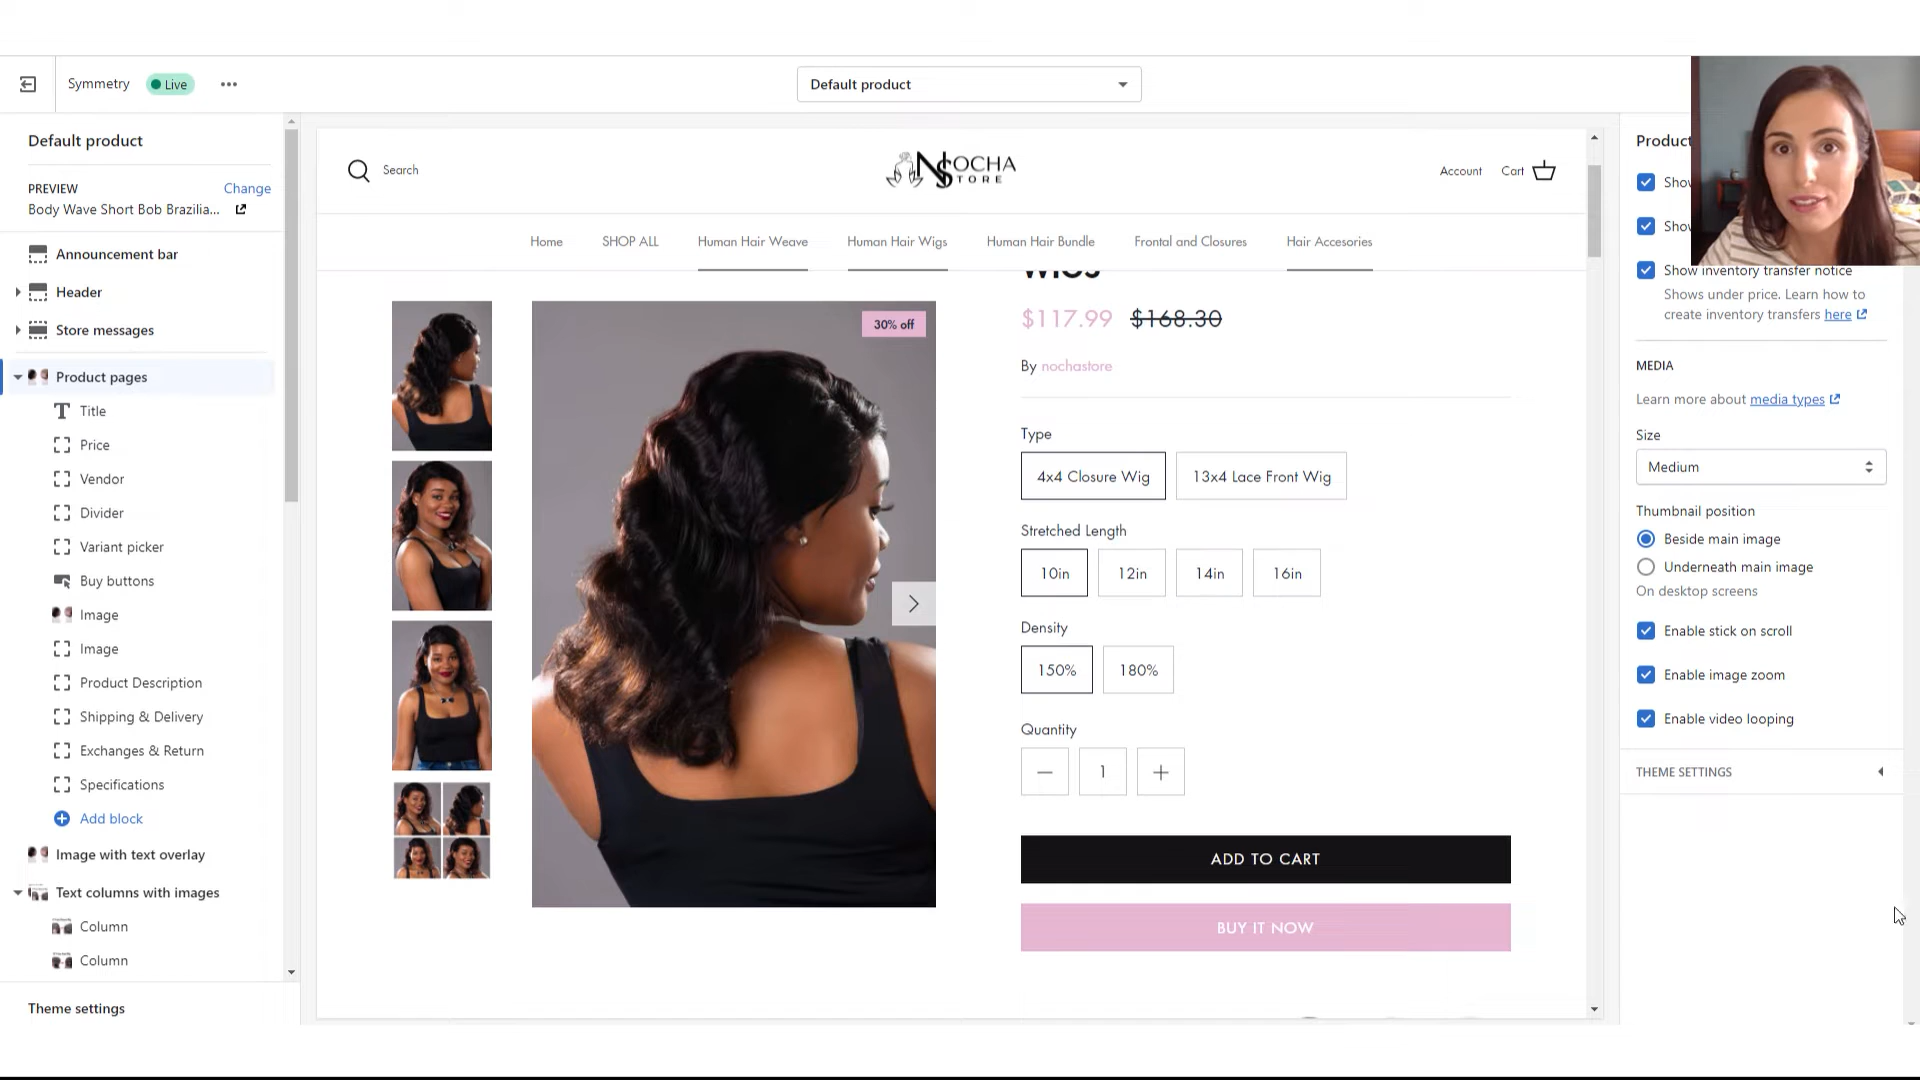 Symmetry
Live
Default product
Default product
PREVIEW
Change
Body Wave Short Bob Brazilia...
Announcement bar
Header
Store messages
Product pages
Title
Price
Vendor
Divider
Variant picker
Buy buttons
Image
Image
Product Description
Shipping & Delivery
Exchanges & Return
Specifications
Add block
Image with text overlay
Text columns with images
Column
Column
Theme settings
Search
NOCHA
STORE
Account
Cart
Home
SHOP ALL
Human Hair Weave
Human Hair Wigs
Human Hair Bundle
Frontal and Closures
Hair Accesories
30% off
$117.99 $168.30
By nochastore
Type
4x4 Closure Wig
13x4 Lace Front Wig
Stretched Length
10in
12in
14in
16in
Density
150%
180%
Quantity
1
ADD TO CART
BUY IT NOW
Show inventory transfer notice
Shows under price. Learn how to
create inventory transfers here
MEDIA
Learn more about media types
Size
Medium
Thumbnail position
Beside main image
Underneath main image
On desktop screens
Enable stick on scroll
Enable image zoom
Enable video looping
THEME SETTINGS